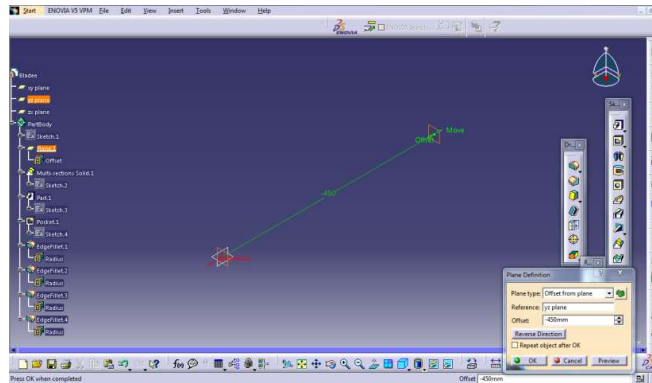 Start ENOVIA V5 VPM File Edit View Insert Tools Window Help
ENOVIA
Blades
xy plane
yz plane
zx plane
PartBody
Sketch.1
Plane.1
Offset
Multi-sections Solid.1
Sketch.2
Pad.1
Sketch.3
Pocket.1
Sketch.4
EdgeFillet.1
Radius
EdgeFillet.2
Radius
EdgeFillet.3
Radius
EdgeFillet.4
Radius
Move
Offset
-450
Plane Definition
Plane type: Offset from plane
Reference: yz plane
Offset: -450mm
Reverse Direction
Repeat object after OK
OK Cancel Preview
Press OK when completed
Offset -450mm